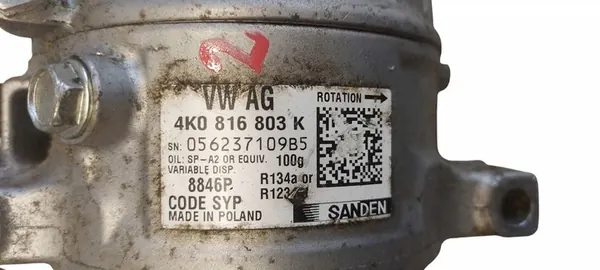 2
VW AG
ROTATION →
4K0 816 803 K
SN: 056237109B5
OIL: SP-A2 OR EQUIV. 100g
VARIABLE DISP.
8846P. R134a or
CODE SYP
MADE IN POLAND
SANDEN